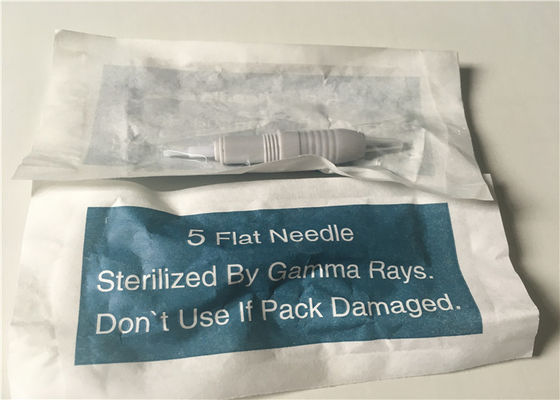 5 Flat Needle
Sterilized By Gamma Rays.
Don`t Use If Pack Damaged.